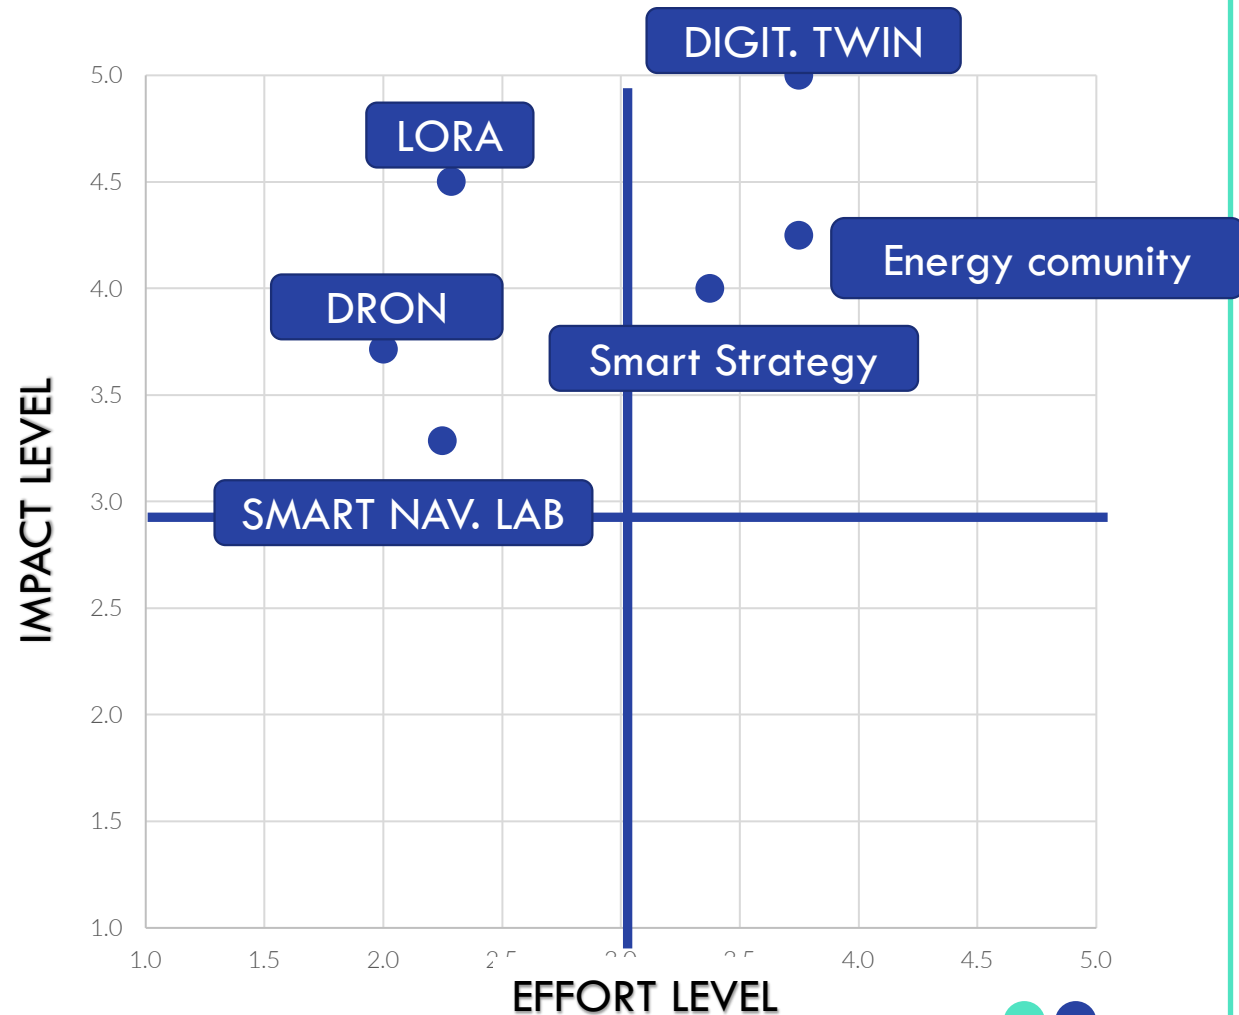 DIGIT. TWIN
5.0
LORA
4.5
Energy comunity
4.0
DRON
Smart Strategy
3.5
IMPACT LEVEL
3.0
SMART NAV. LAB
2.5
2.0
1.5
1.0
1.0 1.5 2.0 4.0 4.5 5.0
EFFORT LEVEL